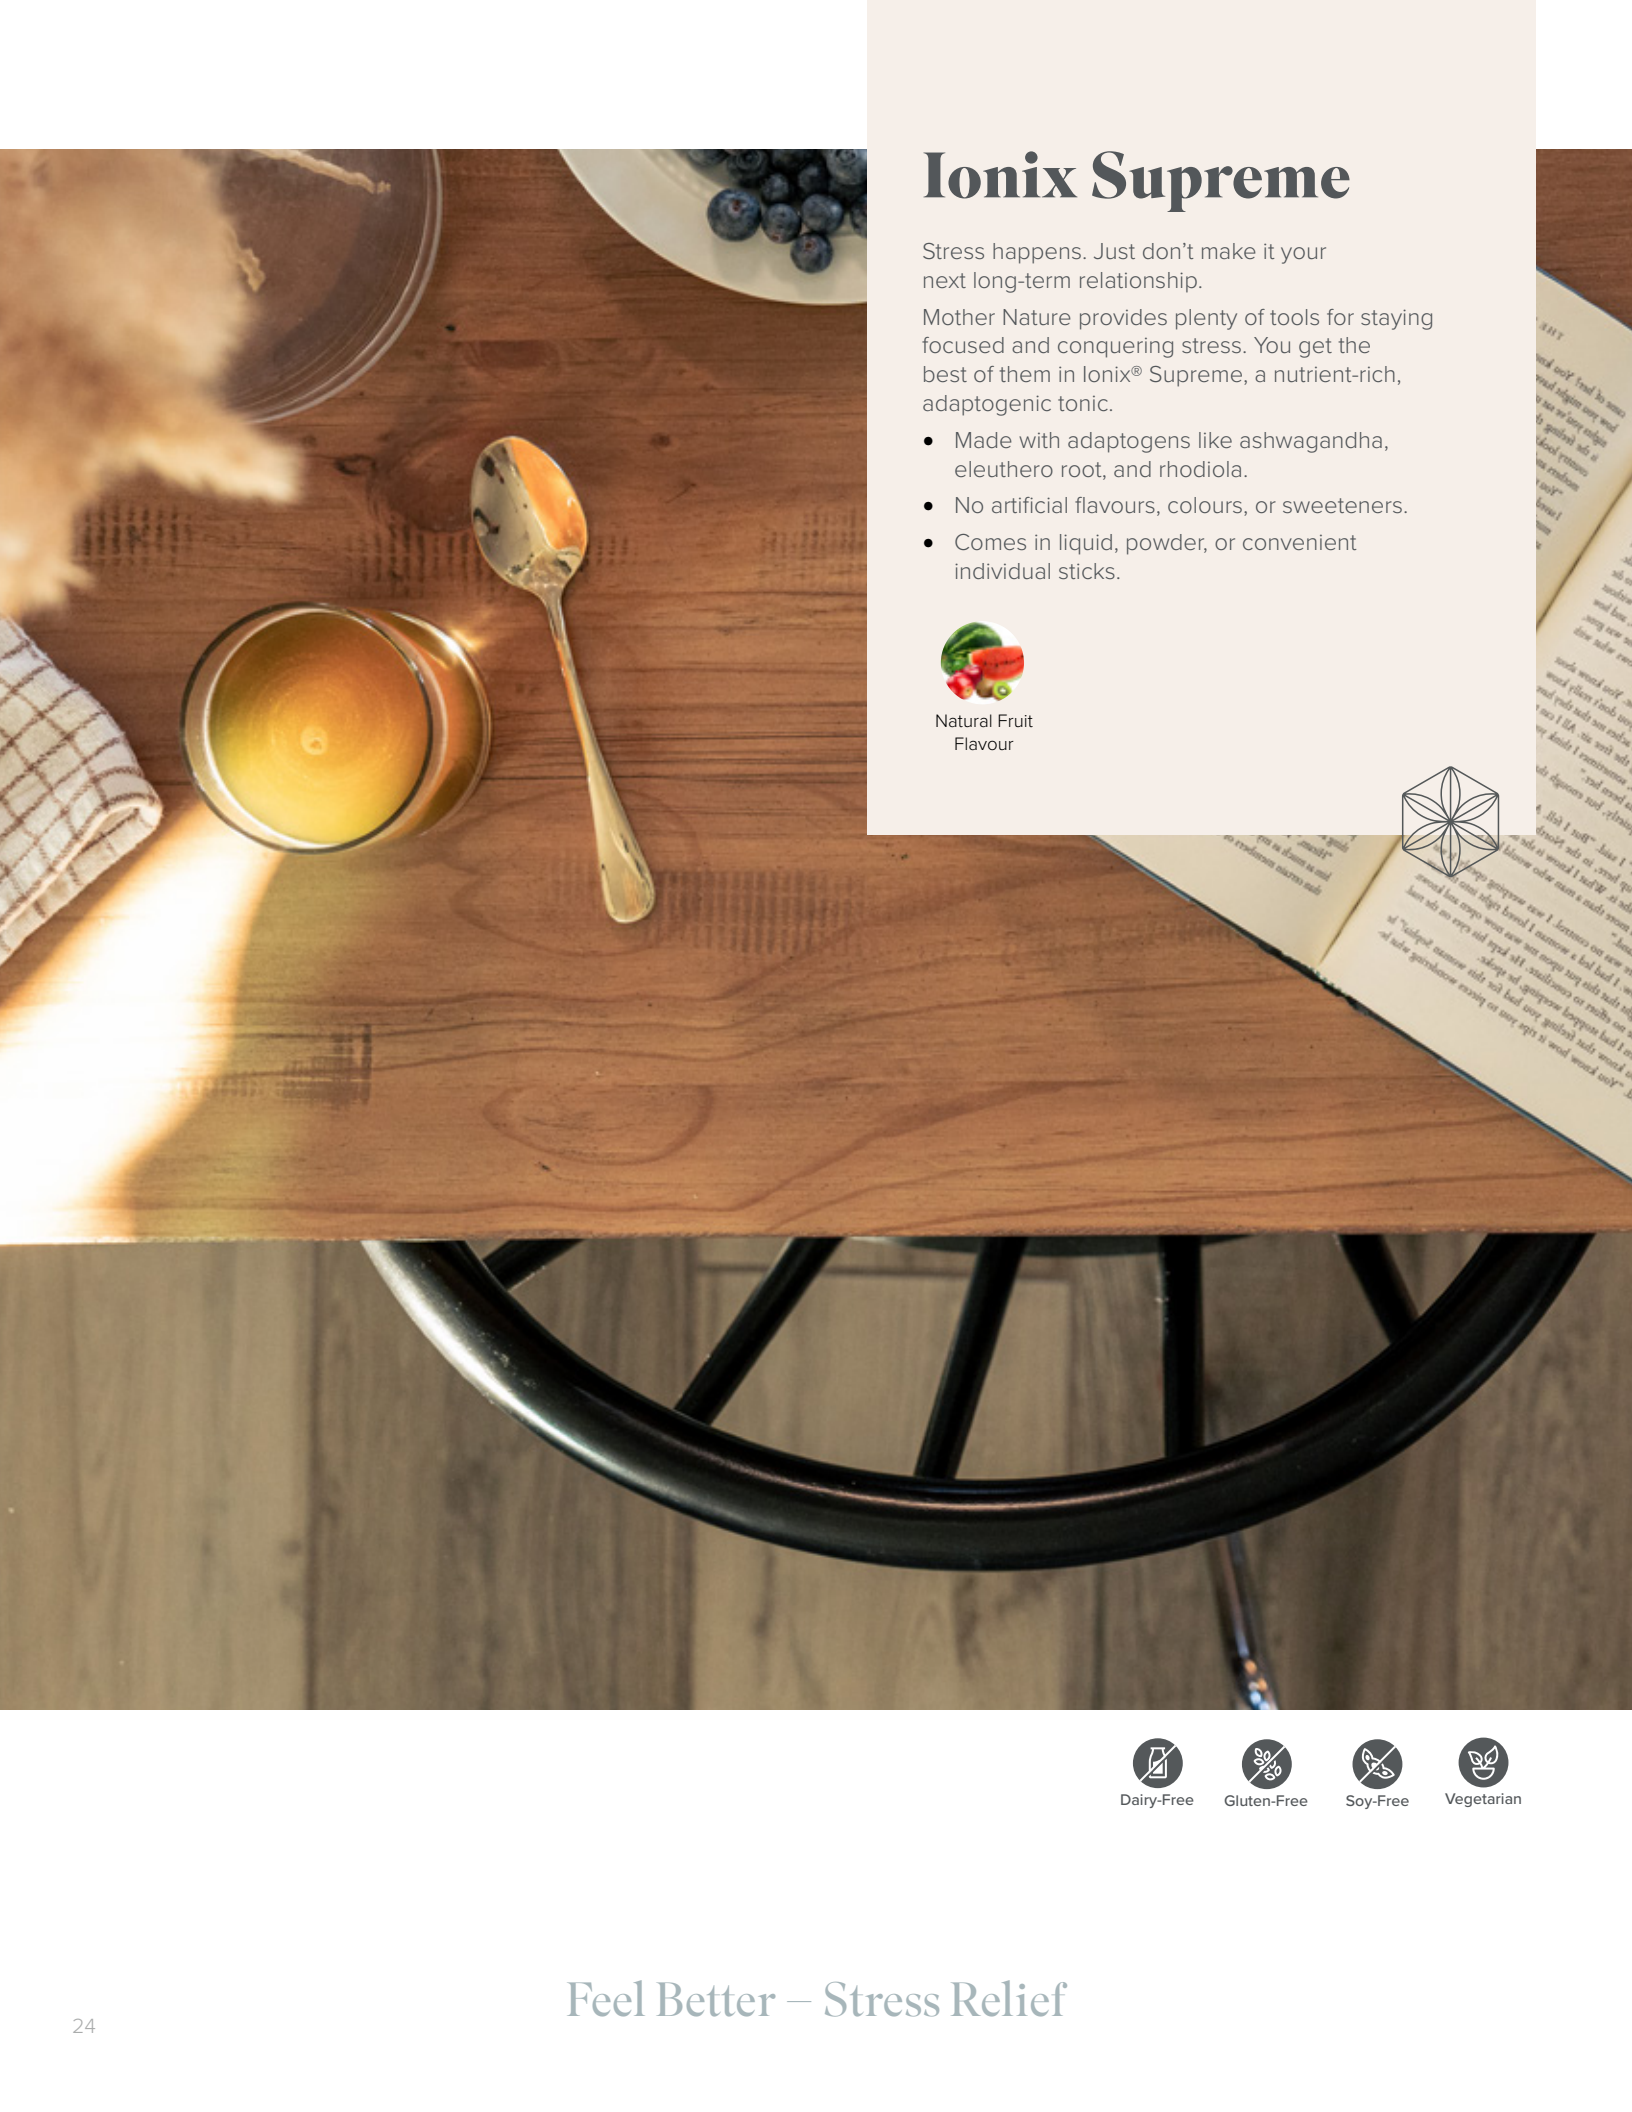 Ionix Supreme
Stress happens. Just don't make it your
next long-term relationship.
Mother Nature provides plenty of tools for staying
focused and conquering stress. You get the
best of them in Ionix® Supreme, a nutrient-rich,
adaptogenic tonic.
• Made with adaptogens like ashwagandha,
eleuthero root, and rhodiola.
• No artificial flavours, colours, or sweeteners.
• Comes in liquid, powder, or convenient
individual sticks.
Natural Fruit
Flavour
Dairy-Free Gluten-Free Soy-Free Vegetarian
Feel Better – Stress Relief
24